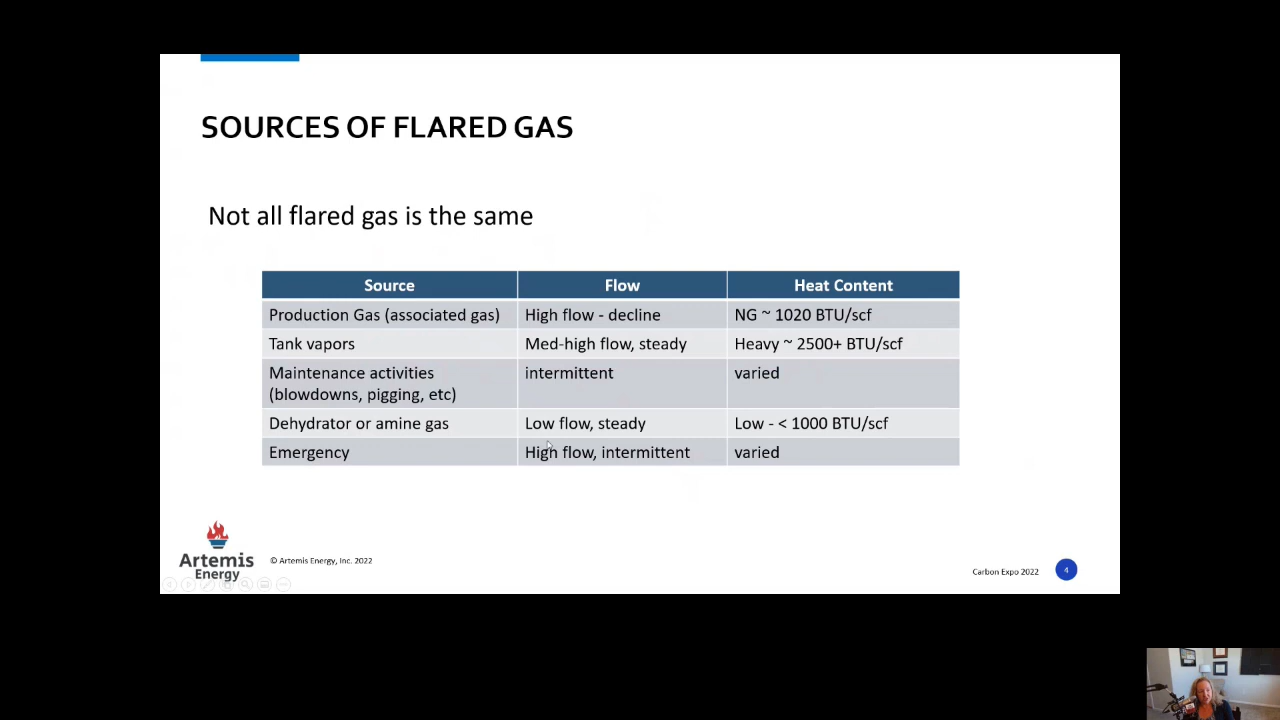 SOURCES OF FLARED GAS
Not all flared gas is the same
Source Flow Heat Content
Production Gas (associated gas) High flow - decline NG ~ 1020 BTU/scf
Tank vapors Med-high flow, steady Heavy ~ 2500+ BTU/scf
Maintenance activities intermittent varied
(blowdowns, pigging, etc)
Dehydrator or amine gas Low flow, steady Low - < 1000 BTU/scf
Emergency High flow, intermittent varied
Artemis
Energy
© Artemis Energy, Inc. 2022
Carbon Expo 2022
4